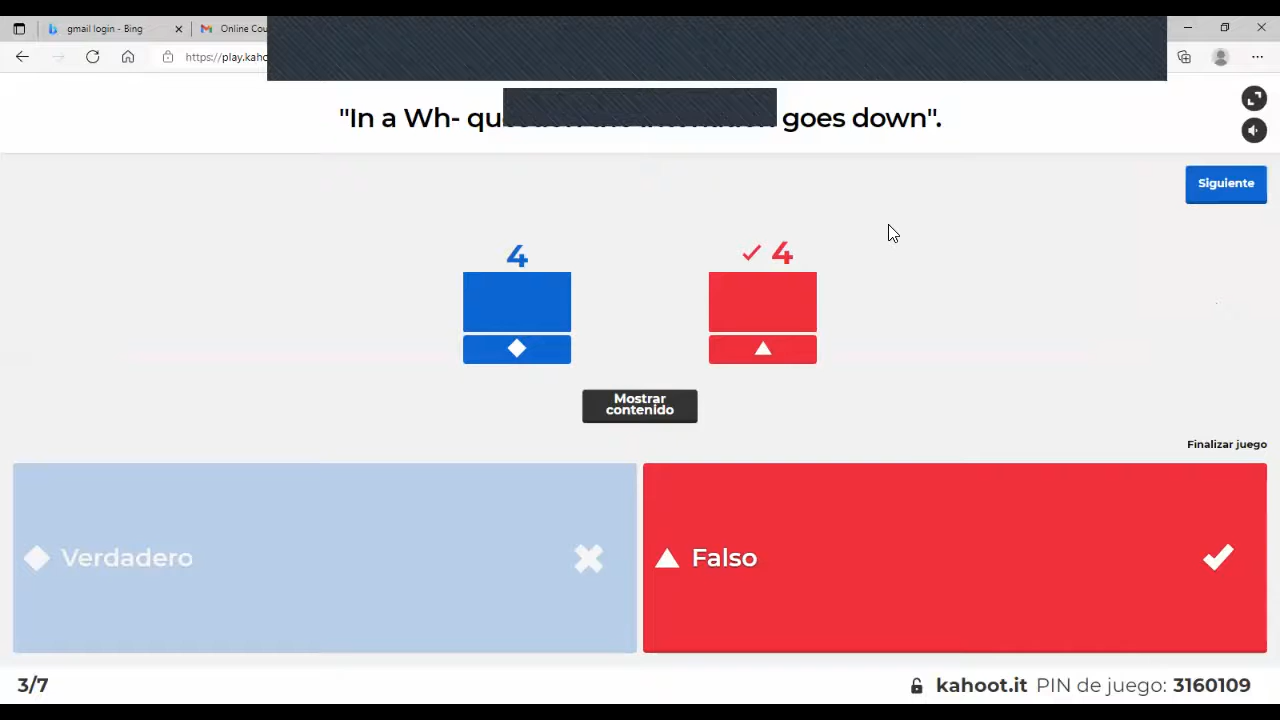 gmail login - Bing
Online Cou
https://play.kaho
"In a Wh- goes down".
Siguiente
4
4
Mostrar
contenido
Finalizar juego
Verdadero
Falso
3/7
kahoot.it PIN de juego: 3160109